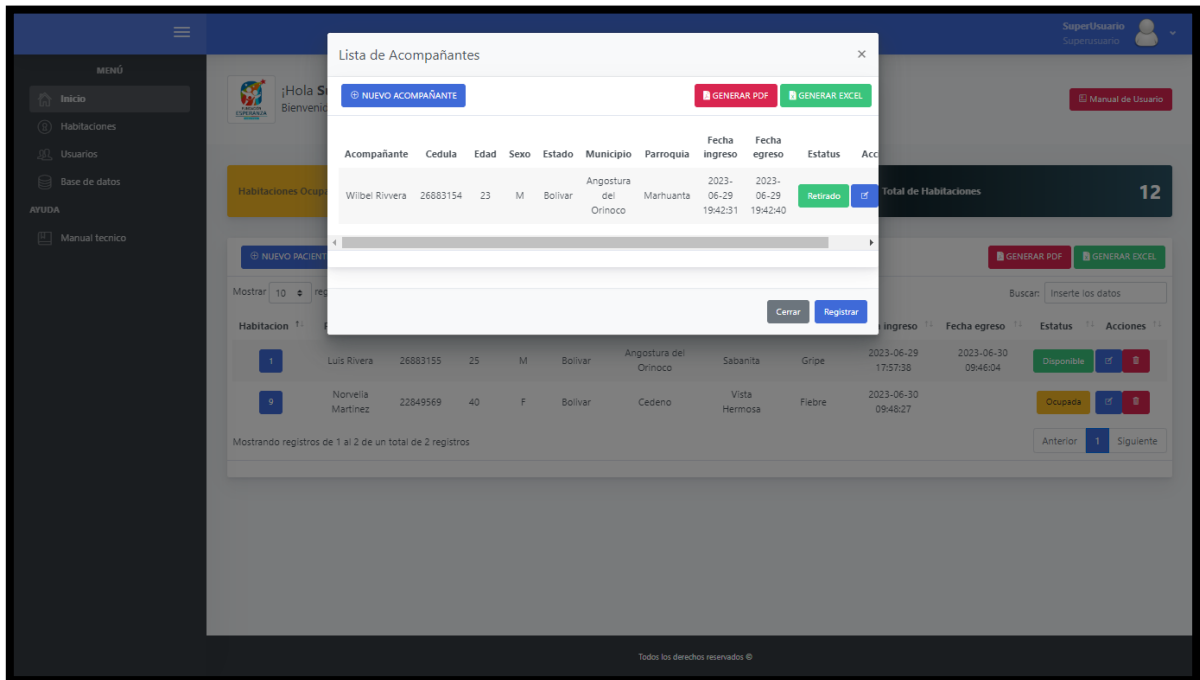 SuperUsuario
Superusuario
MENÚ
Inicio
Habitaciones
Usuarios
Base de datos
AYUDA
Manual tecnico
ESPERANZA
¡Hola
Manual de Usuario
Lista de Acompañantes ×
NUEVO ACOMPAÑANTE GENERAR PDF GENERAR EXCEL
Acompañante Cedula Edad Sexo Estado Municipio Parroquia Fecha ingreso Fecha egreso Estatus Acc
Wilbel Rivvera 26883154 23 M Bolivar Angostura del Orinoco Marhuanta 2023-06-29 19:42:31 2023-06-29 19:42:40 Retirado
Cerrar Registrar
Habitaciones Total de Habitaciones 12
NUEVO PACIENT GENERAR PDF GENERAR EXCEL
Mostrar 10 reg Buscar: Inserte los datos
Habitacion ingreso Fecha egreso Estatus Acciones
1 Luis Rivera 26883155 25 M Bolivar Angostura del Orinoco Sabanita Gripe 2023-06-29 17:57:38 2023-06-30 09:46:04 Disponible
9 Norvelia Martinez 22849569 40 F Bolivar Cedeno Vista Hermosa Fiebre 2023-06-30 09:48:27 Ocupada
Mostrando registros de 1 al 2 de un total de 2 registros
Anterior 1 Siguiente
Todos los derechos reservados ©